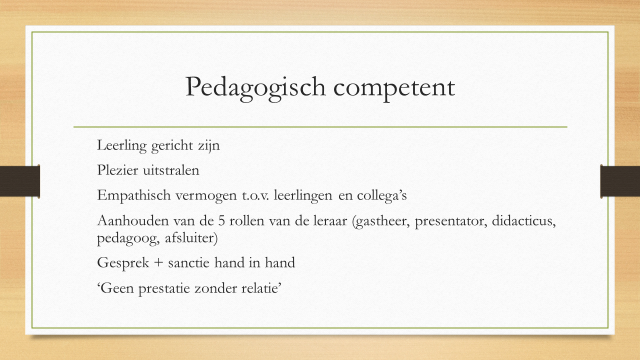 Pedagogisch competent
Leerling gericht zijn
Plezier uitstralen
Empathisch vermogen t.o.v. leerlingen en collega’s
Aanhouden van de 5 rollen van de leraar (gastheer, presentator, didacticus,
pedagoog, afsluiter)
Gesprek + sanctie hand in hand
‘Geen prestatie zonder relatie’